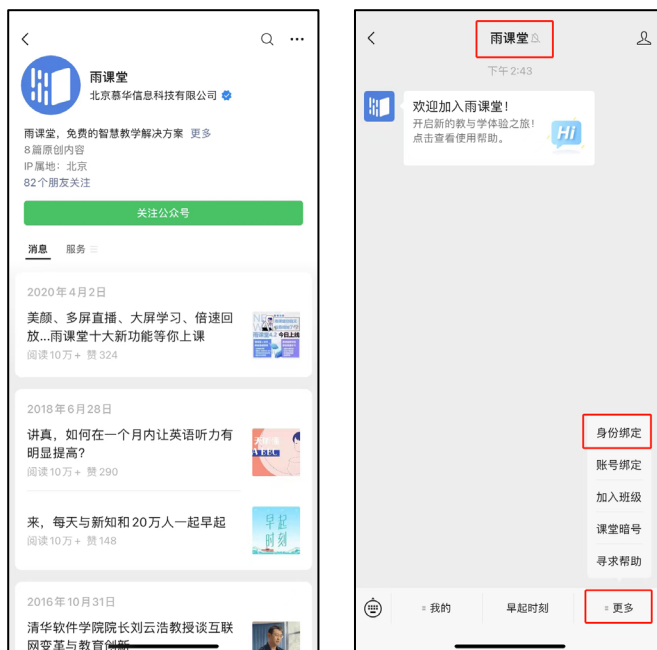 雨课堂
北京慕华信息科技有限公司
雨课堂，免费的智慧教学解决方案 更多
8篇原创内容
IP属地：北京
82个朋友关注
关注公众号
消息 服务
2020年4月2日
美颜、多屏直播、大屏学习、倍速回
放...雨课堂十大新功能等你上课
阅读10万+ 赞324
2018年6月28日
讲真，如何在一个月内让英语听力有
明显提高？
阅读10万+ 赞290
来，每天与新知和20万人一起早起
阅读10万+ 赞148
早起
时刻
2016年10月31日
清华软件学院院长刘云浩教授谈互联
网变革与教育创新
雨课堂
下午2:43
欢迎加入雨课堂！
开启新的教与学体验之旅！
点击查看使用帮助。
Hi
身份绑定
账号绑定
加入班级
课堂暗号
寻求帮助
我的 早起时刻 更多